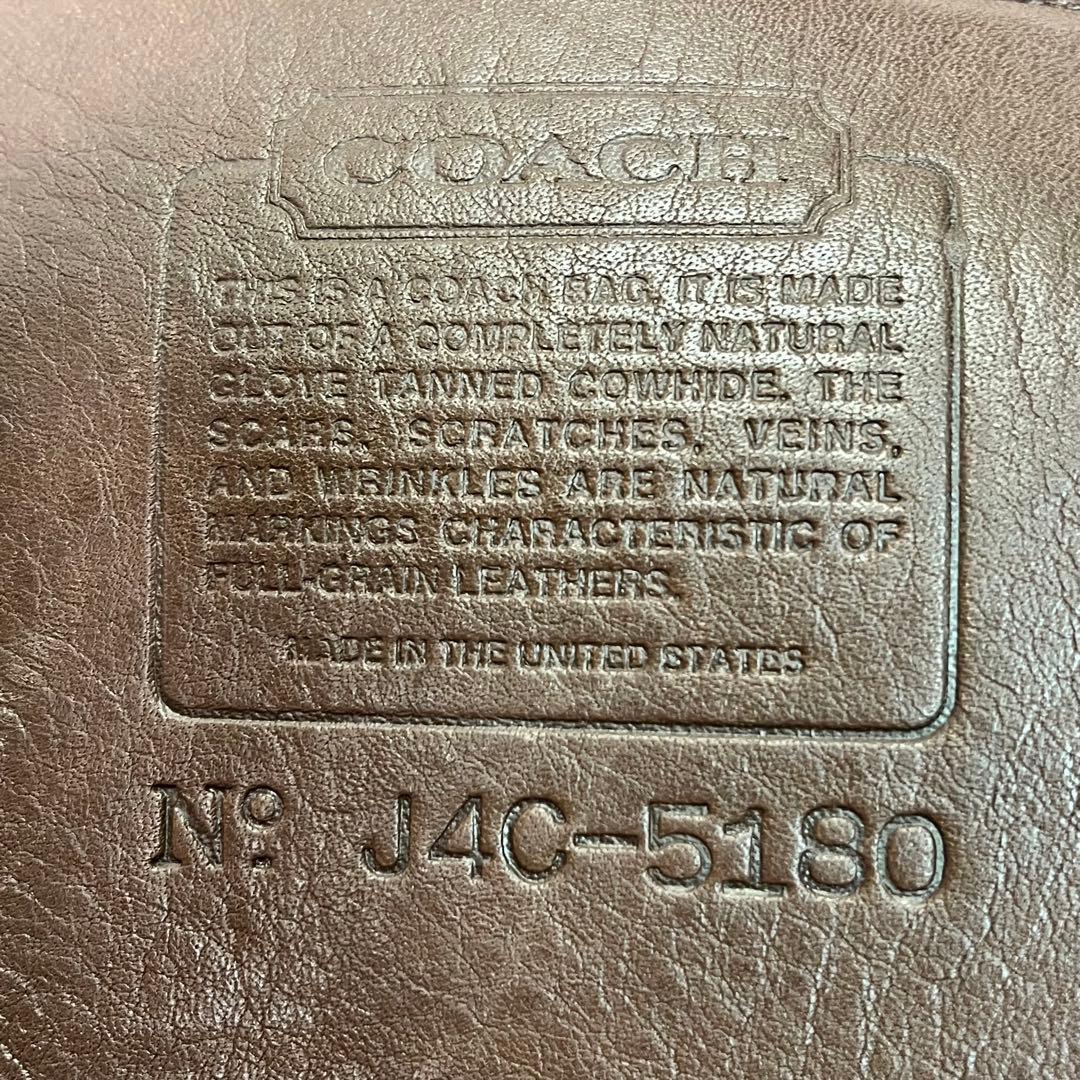 COACH
THIS IS A COACH BAG. IT IS MADE
OUT OF A COMPLETELY NATURAL
GLOVE TANNED COWHIDE. THE
SCARS, SCRATCHES, VEINS,
AND WRINKLES ARE NATURAL
MARKINGS CHARACTERISTIC OF
FULL-GRAIN LEATHERS.
MADE IN THE UNITED STATES
Nº. J4C-5180